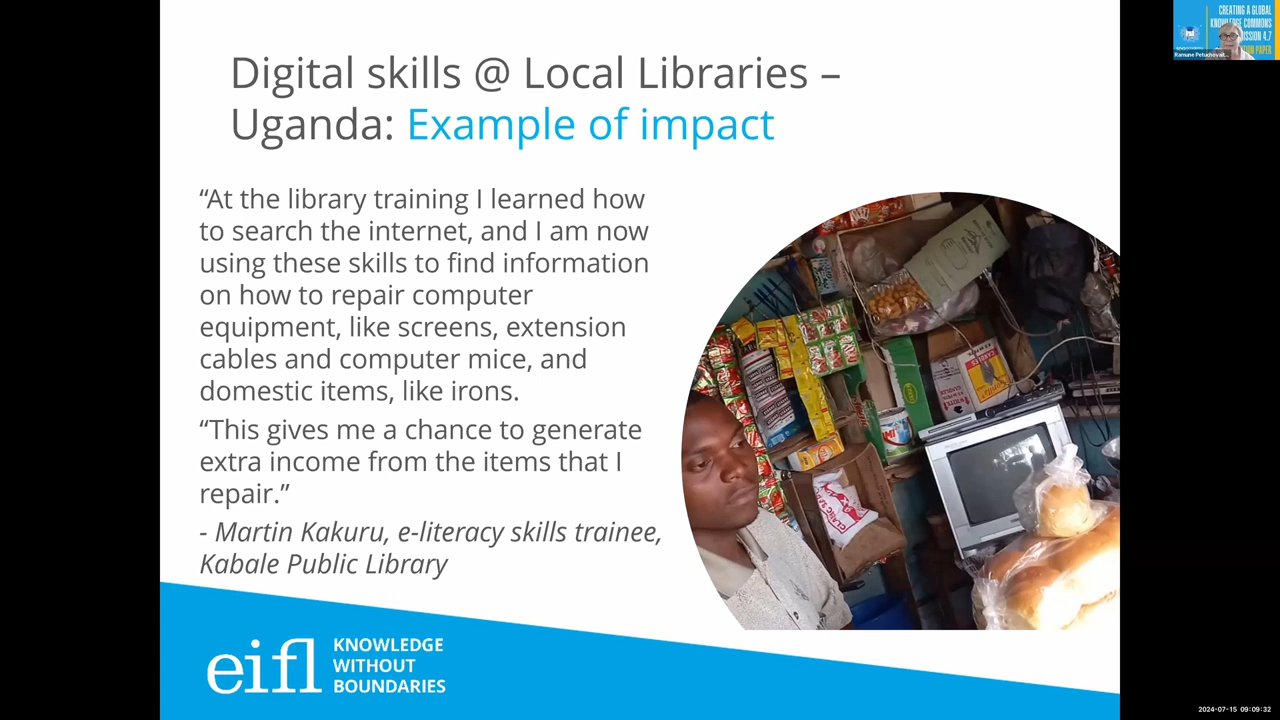 Digital skills @ Local Libraries –
Uganda: Example of impact
“At the library training I learned how
to search the internet, and I am now
using these skills to find information
on how to repair computer
equipment, like screens, extension
cables and computer mice, and
domestic items, like irons.
“This gives me a chance to generate
extra income from the items that I
repair.”
- Martin Kakuru, e-literacy skills trainee,
Kabale Public Library
eifl
KNOWLEDGE
WITHOUT
BOUNDARIES
CREATING A GLOBAL
2024-07-15 09:09:32